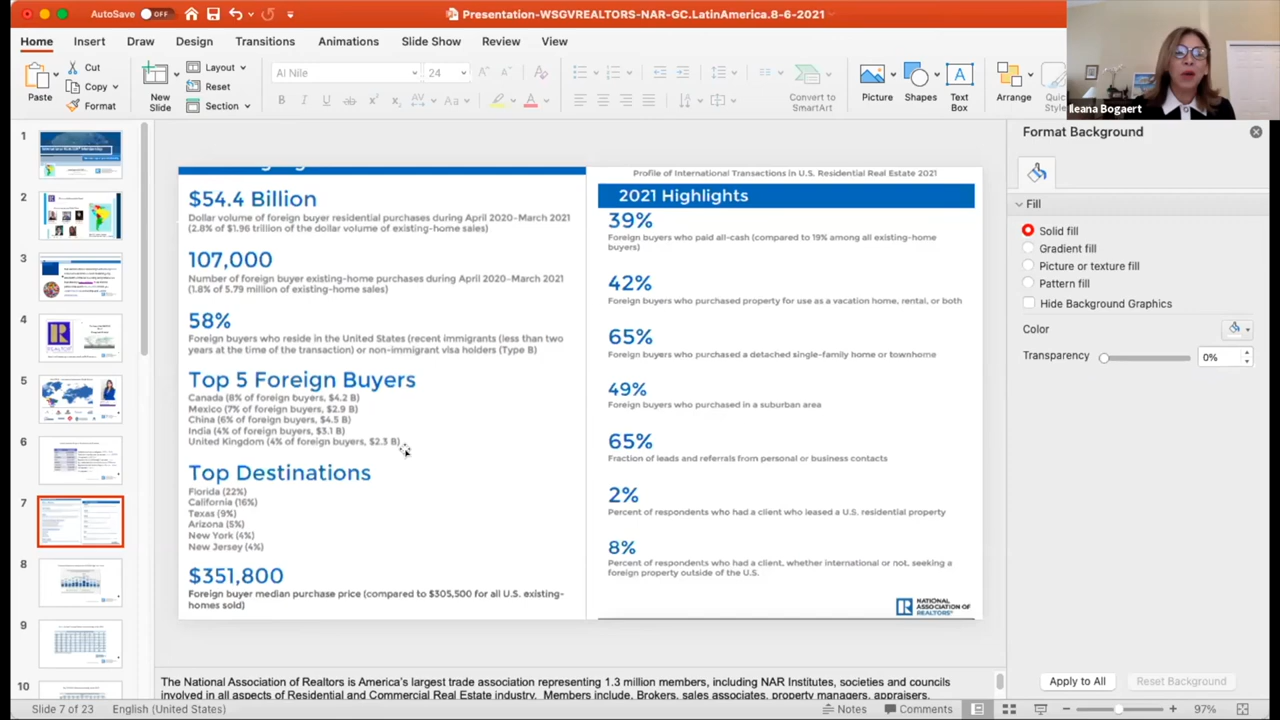 AutoSave OFF
Presentation-WSGVREALTORS-NAR-GC.LatinAmerica.8-6-2021
Home Insert Draw Design Transitions Animations Slide Show Review View
Paste
Cut
Copy
Format
New
Slide
Layout
Reset
Section
Al Nile 24
Convert to
SmartArt
Picture
Shapes
Text
Box
Arrange
Ileana Bogaert
1
2
3
4
5
6
7
8
9
10
$54.4 Billion
Dollar volume of foreign buyer residential purchases during April 2020-March 2021
(2.8% of $1.96 trillion of the dollar volume of existing-home sales)
107,000
Number of foreign buyer existing-home purchases during April 2020-March 2021
(1.8% of 5.79 million of existing-home sales)
58%
Foreign buyers who reside in the United States (recent immigrants (less than two
years at the time of the transaction) or non-immigrant visa holders (Type B)
Top 5 Foreign Buyers
Canada (8% of foreign buyers, $4.2 B)
Mexico (7% of foreign buyers, $2.9 B)
China (6% of foreign buyers, $4.5 B)
India (4% of foreign buyers, $3.1 B)
United Kingdom (4% of foreign buyers, $2.3 B)
Top Destinations
Florida (22%)
California (16%)
Texas (9%)
Arizona (5%)
New York (4%)
New Jersey (4%)
$351,800
Foreign buyer median purchase price (compared to $305,500 for all U.S. existing-
homes sold)
Profile of International Transactions in U.S. Residential Real Estate 2021
2021 Highlights
39%
Foreign buyers who paid all-cash (compared to 19% among all existing-home
buyers)
42%
Foreign buyers who purchased property for use as a vacation home, rental, or both
65%
Foreign buyers who purchased a detached single-family home or townhome
49%
Foreign buyers who purchased in a suburban area
65%
Fraction of leads and referrals from personal or business contacts
2%
Percent of respondents who had a client who leased a U.S. residential property
8%
Percent of respondents who had a client, whether international or not, seeking a
foreign property outside of the U.S.
NATIONAL
ASSOCIATION OF
REALTORS®
Format Background
Fill
Solid fill
Gradient fill
Picture or texture fill
Pattern fill
Hide Background Graphics
Color
Transparency 0%
Apply to All Reset Background
The National Association of Realtors is America's largest trade association representing 1.3 million members, including NAR Institutes, societies and councils
involved in all aspects of Residential and Commercial Real Estate industry. Members include, Brokers, sales associates, property managers, appraisers,
Slide 7 of 23 English (United States) Notes Comments 97%